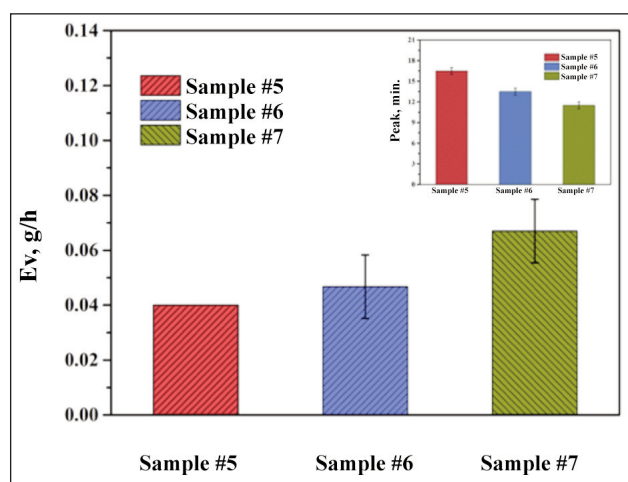 0.14
0.12
0.10
0.08
0.06
0.04
0.02
0.00
Ev, g/h
Sample #5
Sample #6
Sample #7
Sample #5
Sample #6
Sample #7
21
18
15
12
9
6
3
0
Peak, min.
Sample #5
Sample #6
Sample #7
Sample #5
Sample #6
Sample #7